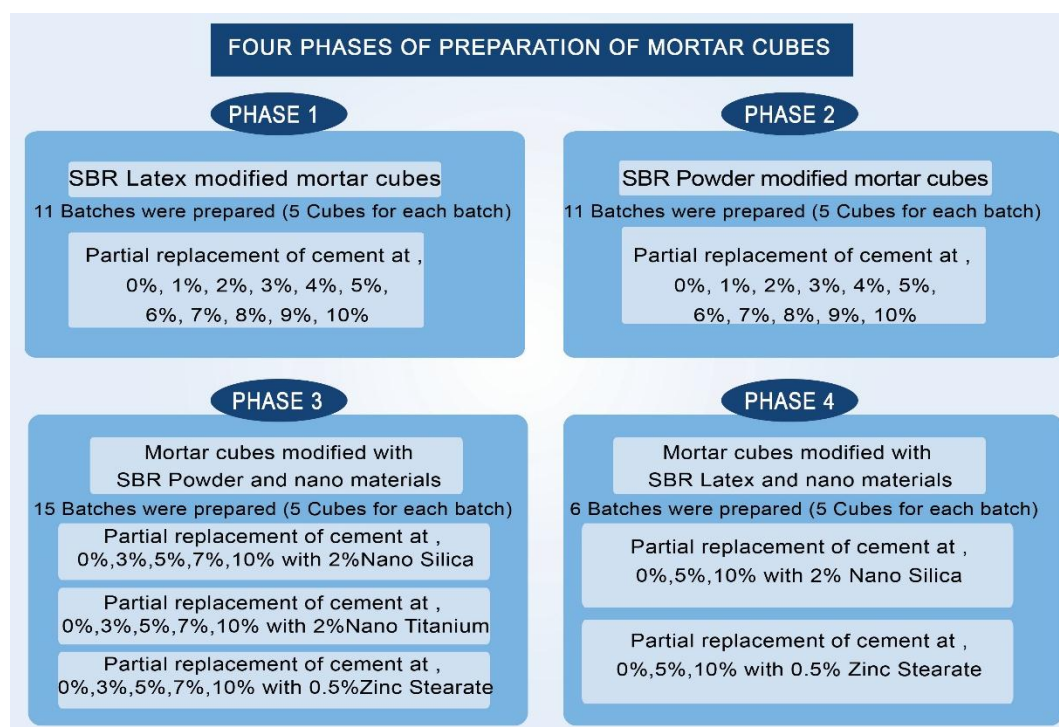 FOUR PHASES OF PREPARATION OF MORTAR CUBES
PHASE 1
SBR Latex modified mortar cubes
11 Batches were prepared (5 Cubes for each batch)
Partial replacement of cement at ,
0%, 1%, 2%, 3%, 4%, 5%,
6%, 7%, 8%, 9%, 10%
PHASE 2
SBR Powder modified mortar cubes
11 Batches were prepared (5 Cubes for each batch)
Partial replacement of cement at ,
0%, 1%, 2%, 3%, 4%, 5%,
6%, 7%, 8%, 9%, 10%
PHASE 3
Mortar cubes modified with
SBR Powder and nano materials
15 Batches were prepared (5 Cubes for each batch)
Partial replacement of cement at ,
0%,3%,5%,7%,10% with 2%Nano Silica
Partial replacement of cement at ,
0%,3%,5%,7%,10% with 2%Nano Titanium
Partial replacement of cement at ,
0%,3%,5%,7%,10% with 0.5%Zinc Stearate
PHASE 4
Mortar cubes modified with
SBR Latex and nano materials
6 Batches were prepared (5 Cubes for each batch)
Partial replacement of cement at ,
0%,5%,10% with 2% Nano Silica
Partial replacement of cement at ,
0%,5%,10% with 0.5% Zinc Stearate